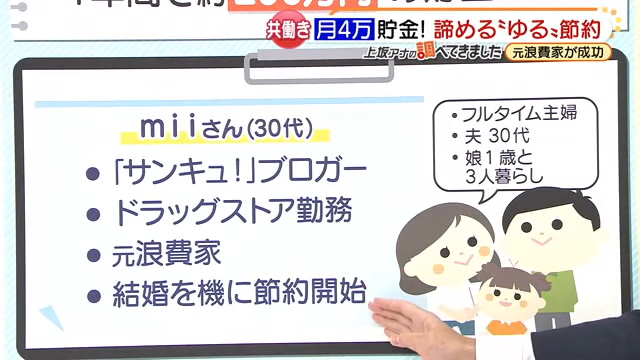 共働き 月4万貯金! 諦める〝ゆる〟節約
上坂アナの調べてきました 元浪費家が成功
miiさん(30代)
●「サンキュ!」ブロガー
●ドラッグストア勤務
●元浪費家
●結婚を機に節約開始
・フルタイム主婦
・夫 30代
・娘1歳と
3人暮らし